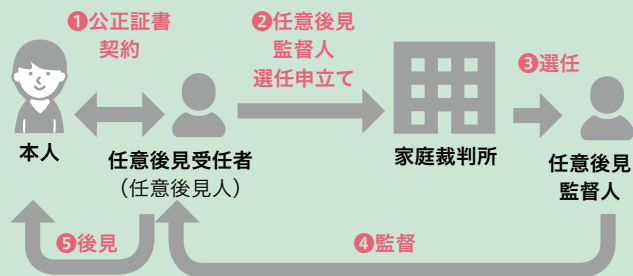 ❶公正証書
契約
❷任意後見
監督人
選任申立て
❸選任
本人
任意後見受任者
（任意後見人）
家庭裁判所
任意後見
監督人
❺後見
❹監督